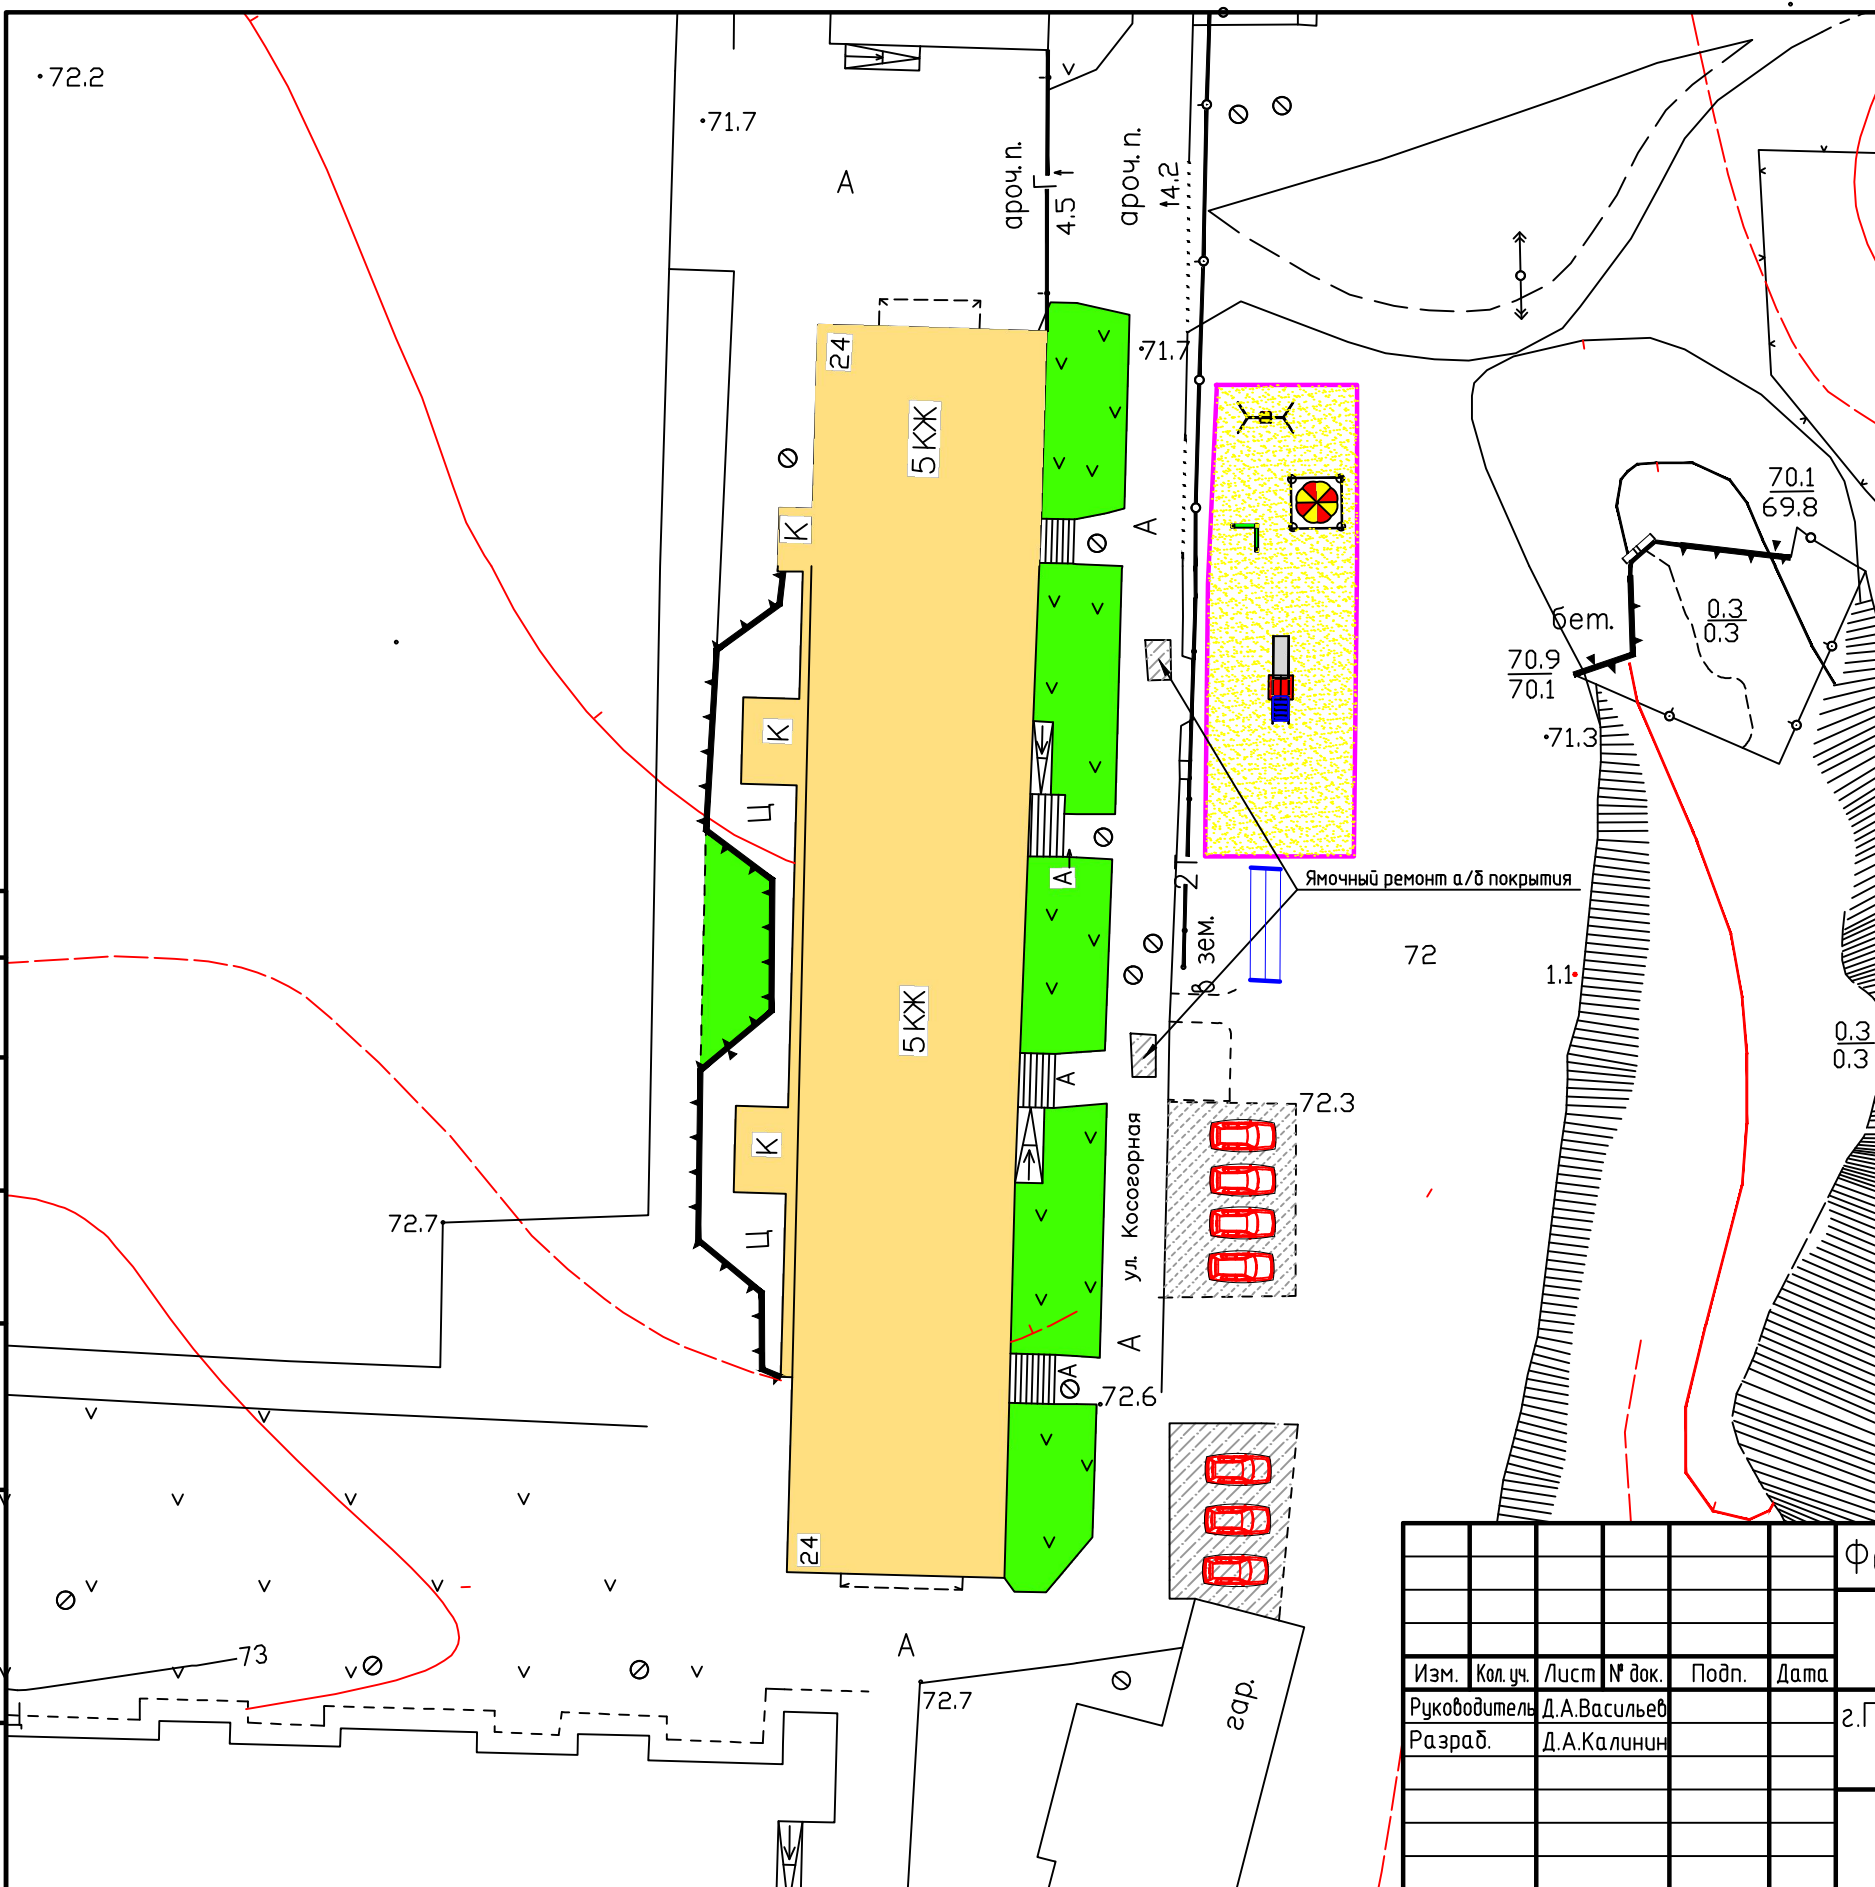 72.2
71.7
А
ароч. п.
4.5
ароч. п.
14.2
24
5КЖ
71.7
К
А
70.1
69.8
бет.
0.3
0.3
70.9
70.1
71.3
К
Ц
А
21
Ямочный ремонт а/б покрытия
зем.
72
1.1
5КЖ
0.3
0.3
А
72.3
К
ул. Косогорная
72.7
Ц
А
А
72.6
24
А
73
72.7
гар.
Изм. Кол.уч. Лист № док. Подп. Дата
Руководитель Д.А.Васильев
Разраб. Д.А.Калинин
г.П